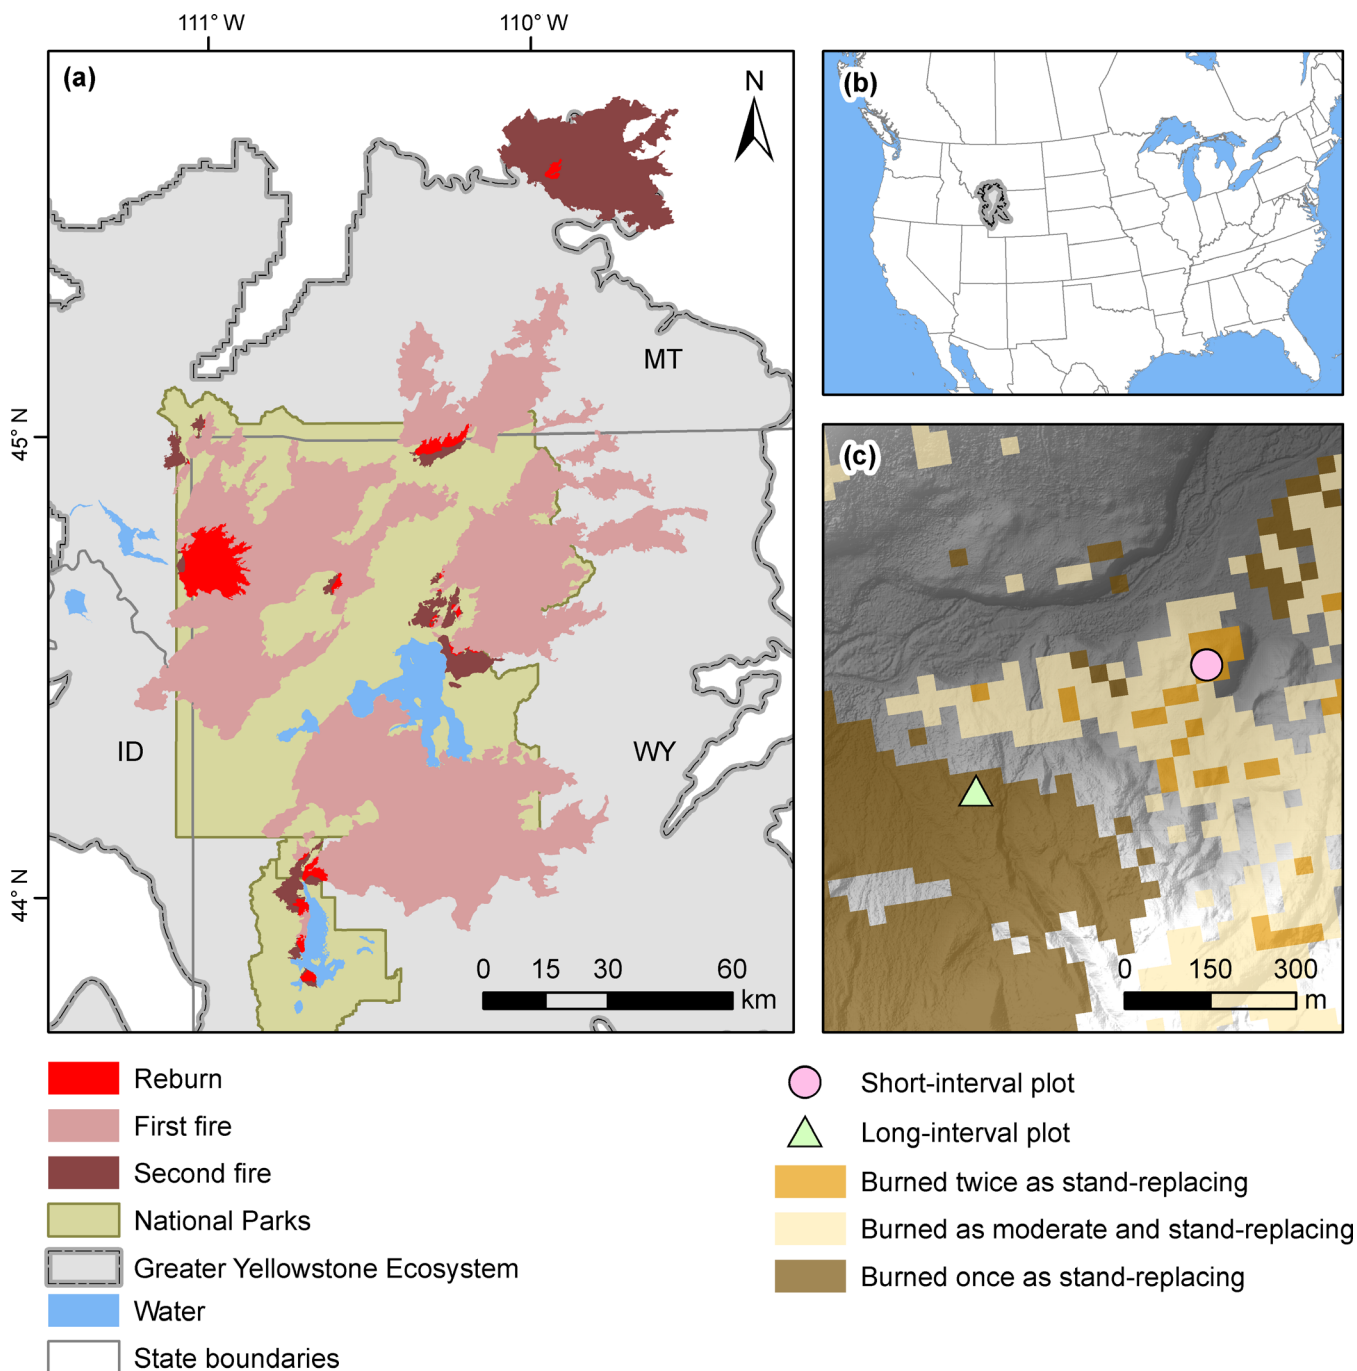 111° W
110° W
(a)
N
(b)
MT
45° N
(c)
ID
WY
44° N
0 15 30 60
km
0 150 300
m
Reburn
First fire
Second fire
National Parks
Greater Yellowstone Ecosystem
Water
State boundaries
Short-interval plot
Long-interval plot
Burned twice as stand-replacing
Burned as moderate and stand-replacing
Burned once as stand-replacing